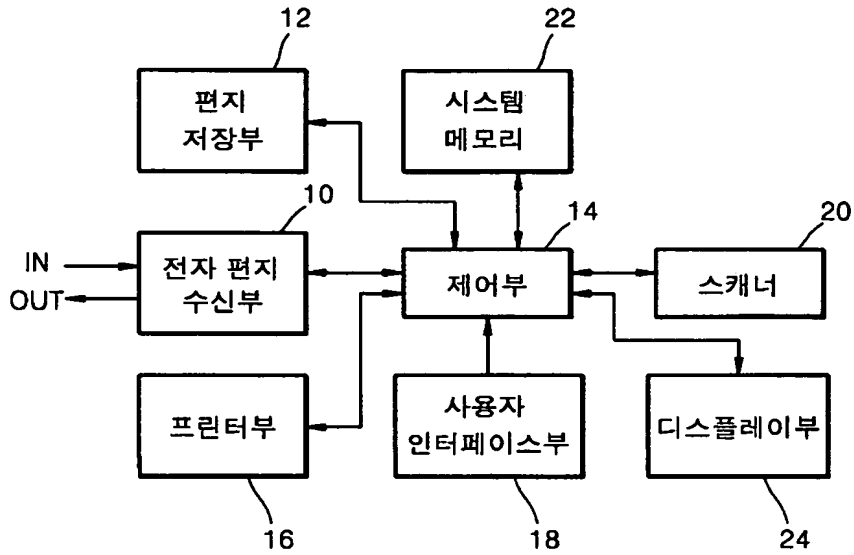 12
22
편지
저장부
시스템
메모리
10
14
20
IN
OUT
전자 편지
수신부
제어부
스캐너
프린터부
사용자
인터페이스부
디스플레이부
16
18
24